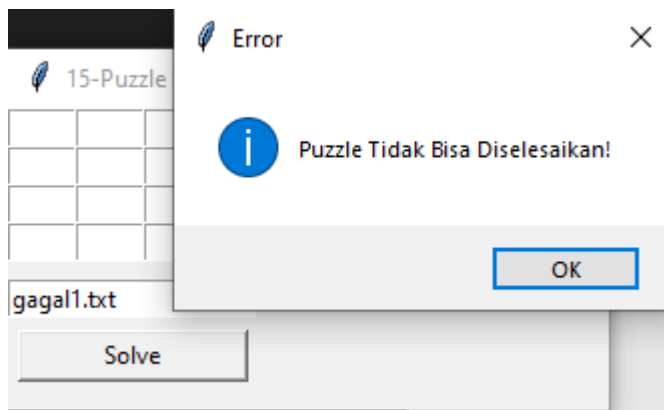 Error
15-Puzzle
Puzzle Tidak Bisa Diselesaikan!
OK
gagal1.txt
Solve